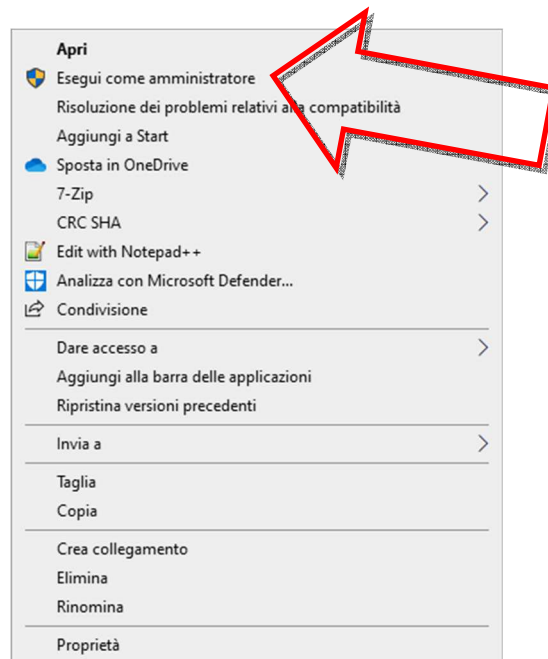 Apri
Esegui come amministratore
Risoluzione dei problemi relativi alla compatibilità
Aggiungi a Start
Sposta in OneDrive
7-Zip
CRC SHA
Edit with Notepad++
Analizza con Microsoft Defender...
Condivisione
Dare accesso a
Aggiungi alla barra delle applicazioni
Ripristina versioni precedenti
Invia a
Taglia
Copia
Crea collegamento
Elimina
Rinomina
Proprietà